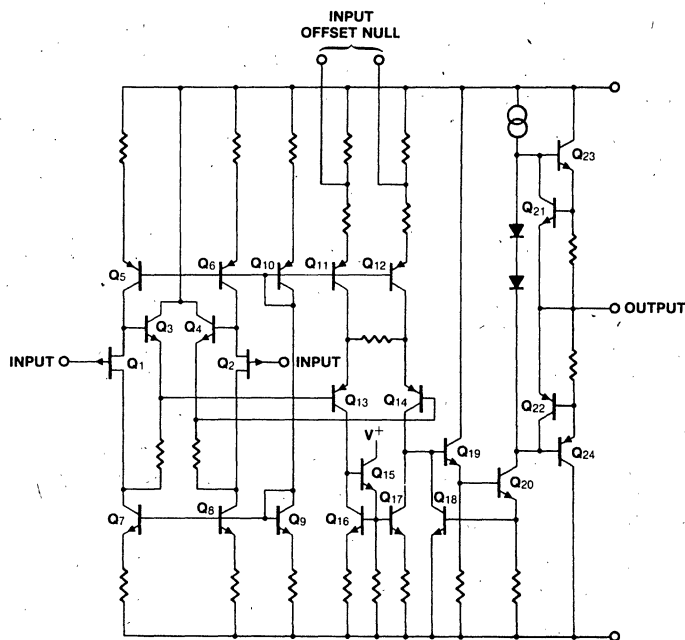 INPUT
OFFSET NULL
Q23
Q21
Q5
Q6
Q10
Q11
Q12
OUTPUT
Q3
Q4
INPUT
Q1
Q2
INPUT
Q13
Q14
Q22
V+
Q19
Q24
Q15
Q20
Q7
Q8
Q9
Q16
Q17
Q18